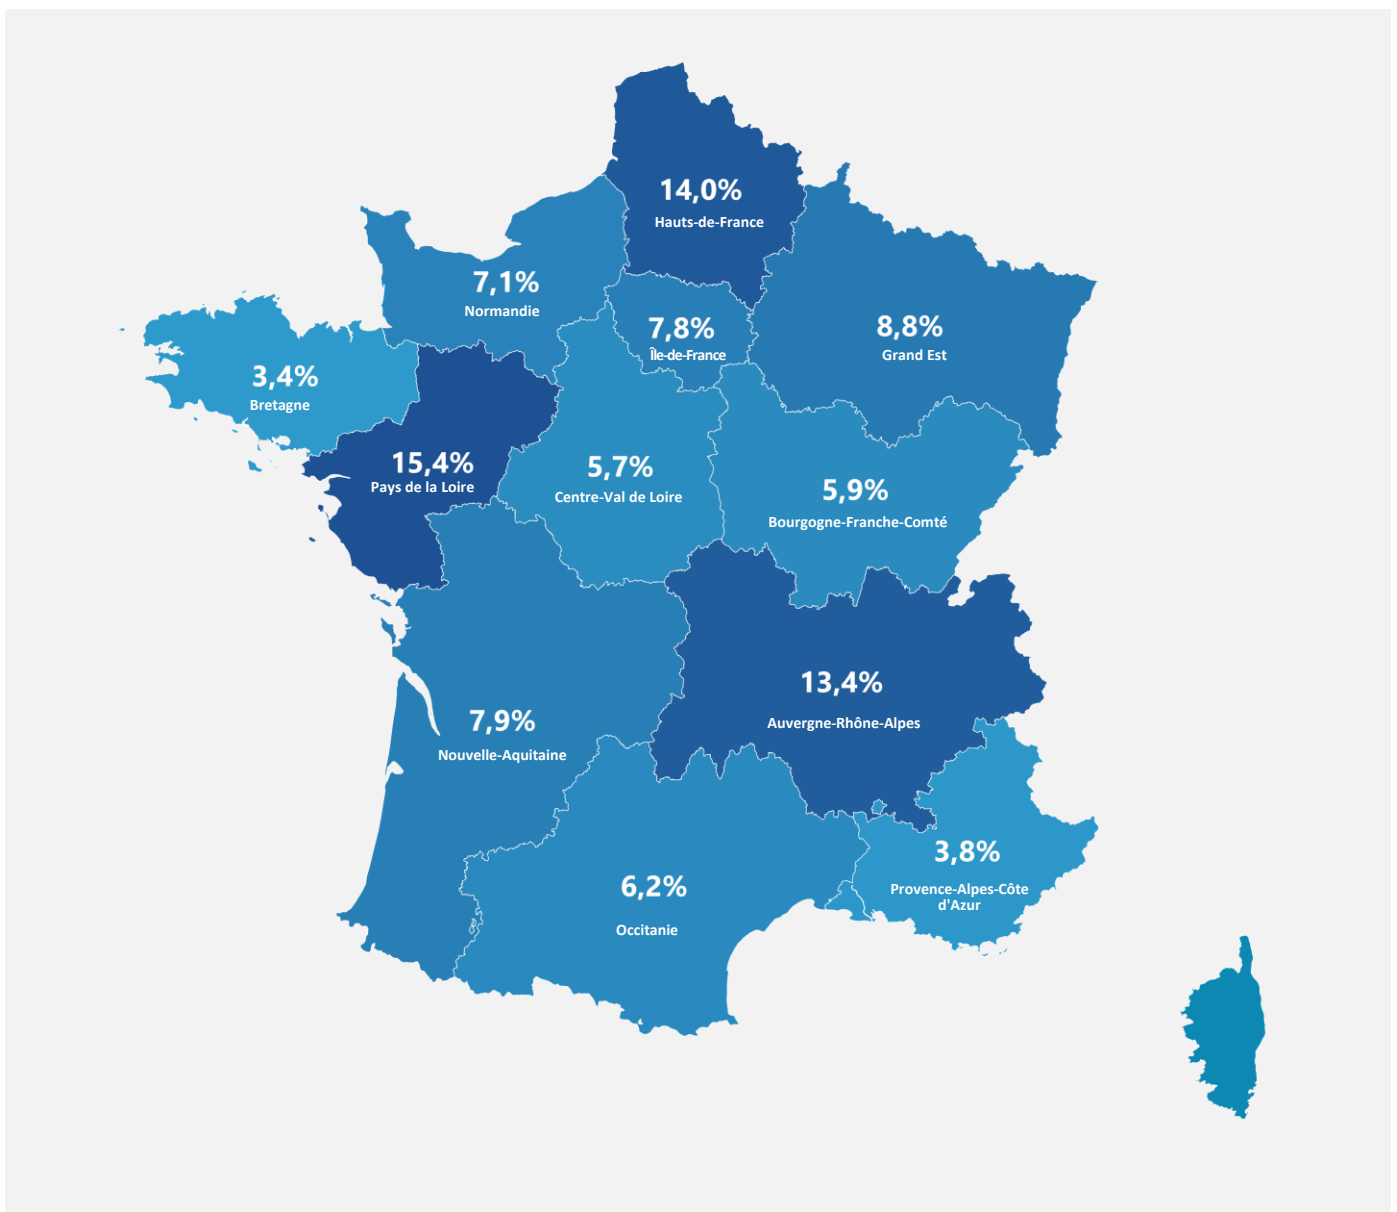 14,0%
Hauts-de-France
7,1%
Normandie
7,8%
Île-de-France
8,8%
Grand Est
3,4%
Bretagne
15,4%
Pays de la Loire
5,7%
Centre-Val de Loire
5,9%
Bourgogne-Franche-Comté
13,4%
Auvergne-Rhône-Alpes
7,9%
Nouvelle-Aquitaine
3,8%
Provence-Alpes-Côte
d'Azur
6,2%
Occitanie